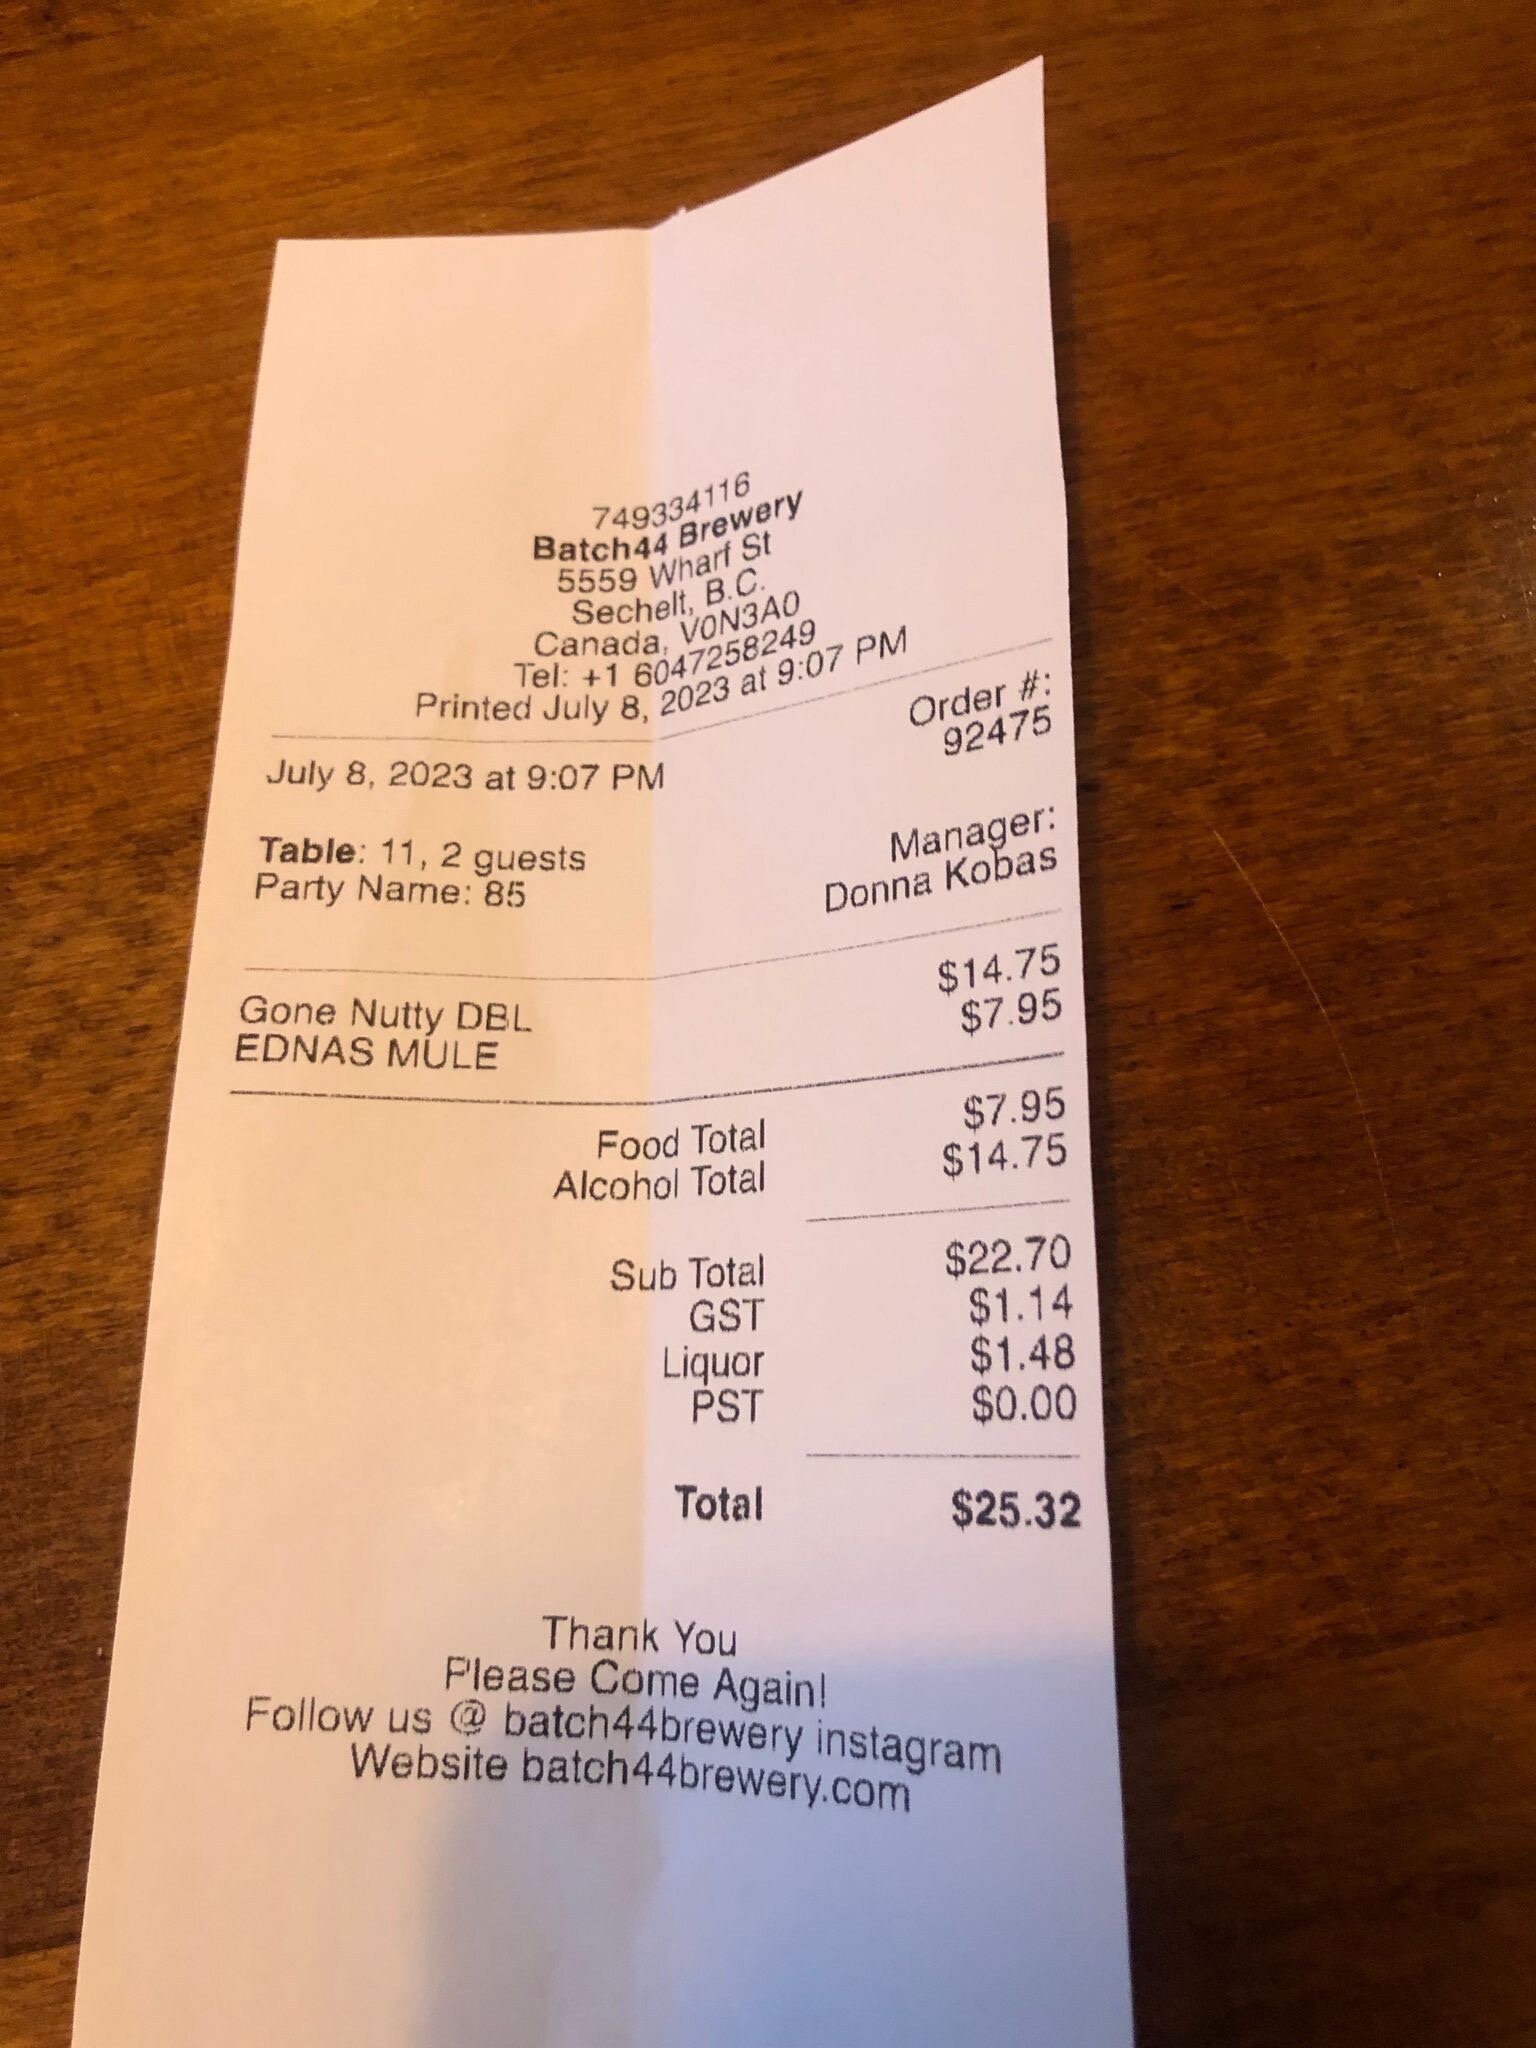 749334116
Batch44 Brewery
5559 Wharf St
Sechelt, B.C.
Canada, V0N3A0
Tel: +1 6047258249
Printed July 8, 2023 at 9:07 PM
Order #:
92475
July 8, 2023 at 9:07 PM
Manager:
Donna Kobas
Table: 11, 2 guests
Party Name: 85
Gone Nutty DBL $14.75
EDNAS MULE $7.95
Food Total $7.95
Alcohol Total $14.75
Sub Total $22.70
GST $1.14
Liquor $1.48
PST $0.00
Total $25.32
Thank You
Please Come Again!
Follow us @ batch44brewery instagram
Website batch44brewery.com